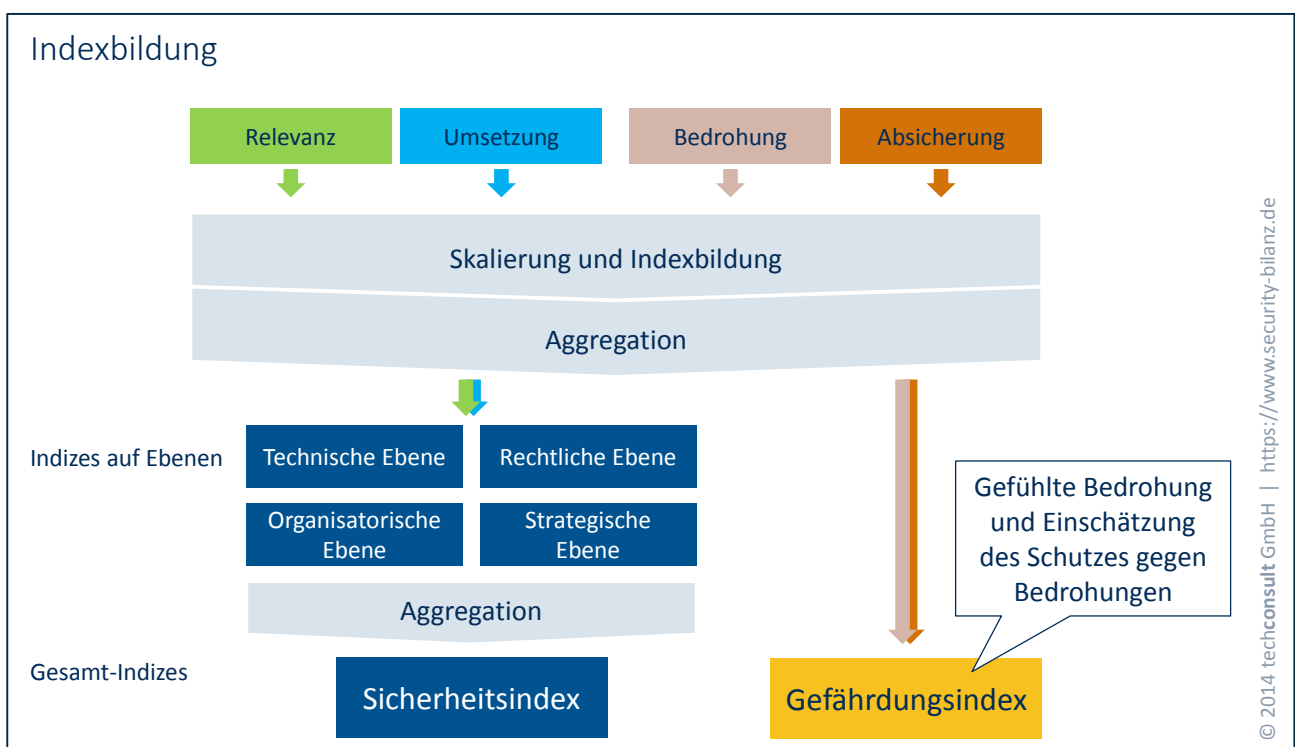 Indexbildung
Relevanz
Umsetzung
Bedrohung
Absicherung
Skalierung und Indexbildung
Aggregation
Indizes auf Ebenen
Technische Ebene
Rechtliche Ebene
Organisatorische
Ebene
Strategische
Ebene
Gefühlte Bedrohung
und Einschätzung
des Schutzes gegen
Bedrohungen
Aggregation
Gesamt-Indizes
Sicherheitsindex
Gefährdungsindex
© 2014 techconsult GmbH | https://www.security-bilanz.de